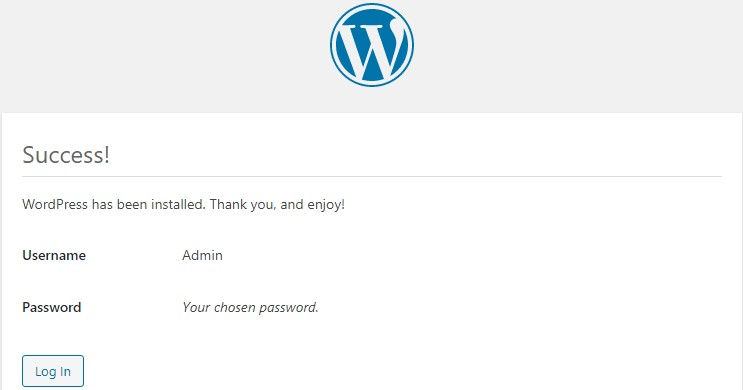 Success!
WordPress has been installed. Thank you, and enjoy!
Username Admin
Password Your chosen password.
Log In